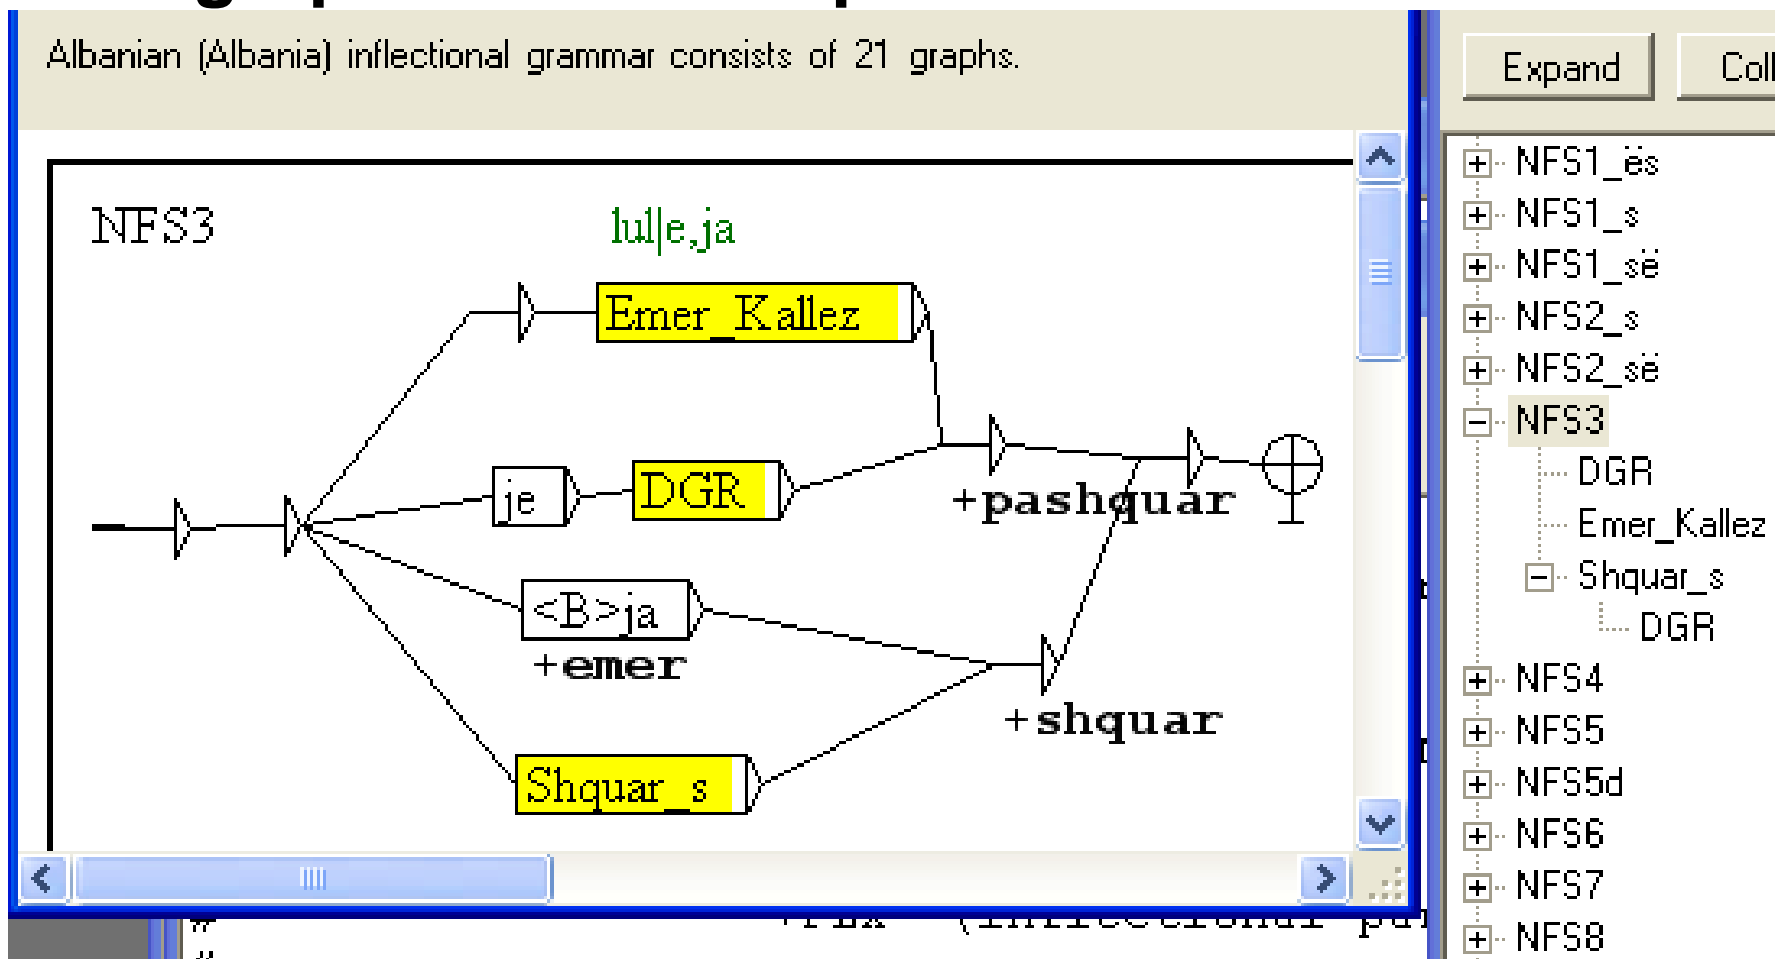 Albanian (Albania) inflectional grammar consists of 21 graphs.
NFS3
lul|e,ja
Emer_Kallez
je
DGR
+pashquar
<B>ja
+emer
+shquar
Shquar_s
Expand
NFS1_ës
NFS1_s
NFS1_së
NFS2_s
NFS2_së
NFS3
DGR
Emer_Kallez
Shquar_s
DGR
NFS4
NFS5
NFS5d
NFS6
NFS7
NFS8